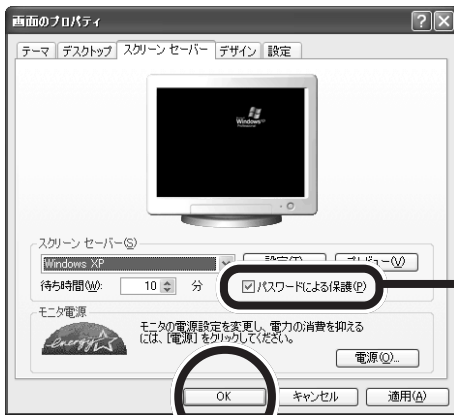 画面のプロパティ
テーマ デスクトップ スクリーン セーバー デザイン 設定
Windows xp
Professional
スクリーン セーバー(S)
Windows XP 設定(T) プレビュー(V)
待ち時間(W): 10 分 パスワードによる保護(P)
モニタ電源
energy
モニタの電源設定を変更し、電力の消費を抑える
には、[電源] をクリックしてください。
電源(O)...
OK キャンセル 適用(A)